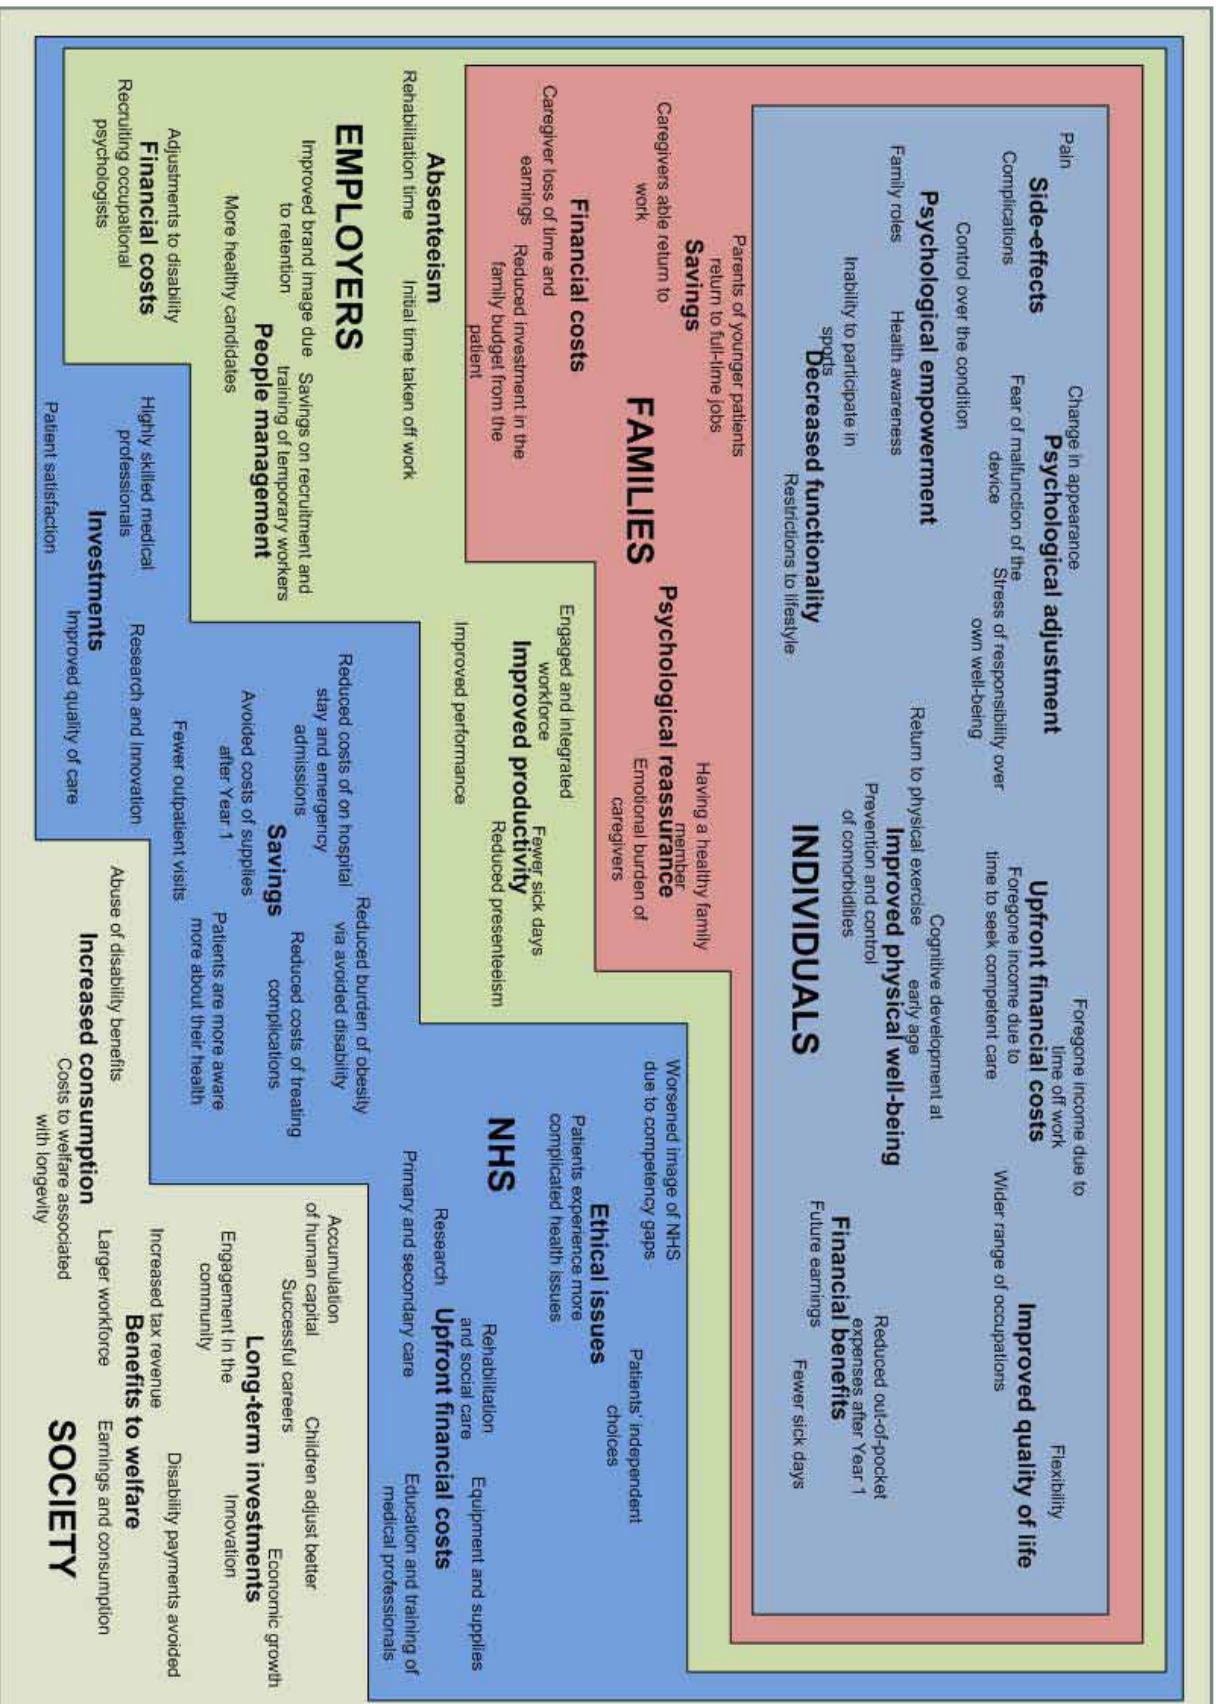 Pain
Side-effects
Complications
Change in appearance
Psychological adjustment
Fear of malfunction of the
device
Stress of responsibility over
own well-being
Foregone income due to
time off work
Upfront financial costs
Foregone income due to
time to seek competent care
Flexibility
Improved quality of life
Wider range of occupations
Control over the condition
Psychological empowerment
Family roles
Health awareness
Inability to participate in
sports
Decreased functionality
Restrictions to lifestyle
Cognitive development at
early age
Return to physical exercise
Improved physical well-being
Prevention and control
of comorbidities
INDIVIDUALS
Reduced out-of-pocket
expenses after Year 1
Financial benefits
Future earnings
Fewer sick days
Parents of younger patients
return to full-time jobs
Savings
Caregivers able return to
work
FAMILIES
Having a healthy family
member
Psychological reassurance
Emotional burden of
caregivers
Financial costs
Caregiver loss of time and
earnings
Reduced investment in the
family budget from the
patient
Absenteeism
Rehabilitation time
Initial time taken off work
Engaged and integrated
workforce
Improved productivity
Fewer sick days
Improved performance
Reduced presenteeism
EMPLOYERS
Improved brand image due
to retention
Savings on recruitment and
training of temporary workers
People management
More healthy candidates
Adjustments to disability
Financial costs
Recruiting occupational
psychologists
Worsened image of NHS
due to competency gaps
Patients' independent
choices
Ethical issues
Patients experience more
complicated health issues
NHS
Rehabilitation
and social care
Equipment and supplies
Research
Upfront financial costs
Primary and secondary care
Education and training of
medical professionals
Reduced burden of obesity
via avoided disability
Reduced costs of on hospital
stay and emergency
admissions
Reduced costs of treating
complications
Savings
Avoided costs of supplies
after Year 1
Patients are more aware
more about their health
Fewer outpatient visits
Highly skilled medical
professionals
Research and Innovation
Investments
Improved quality of care
Patient satisfaction
Accumulation
of human capital
Children adjust better
Successful careers
Economic growth
Long-term investments
Engagement in the
community
Innovation
Abuse of disability benefits
Increased consumption
Costs to welfare associated
with longevity
Disability payments avoided
Increased tax revenue
Benefits to welfare
Larger workforce
Earnings and consumption
SOCIETY